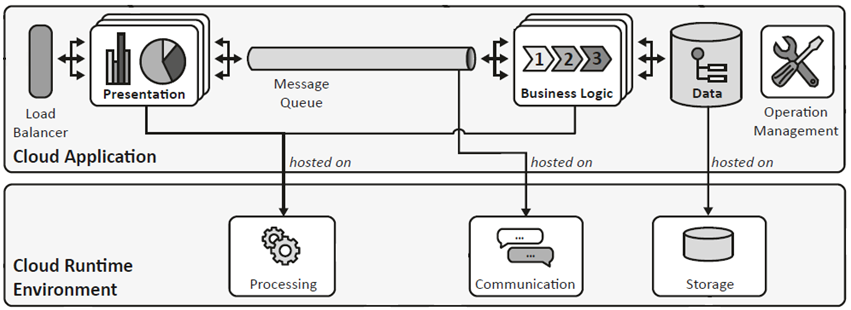 Load
Balancer
Presentation
Message
Queue
1 2 3
Business Logic
Data
Operation
Management
Cloud Application
hosted on
hosted on
hosted on
Cloud Runtime
Environment
Processing
...
...
Communication
Storage